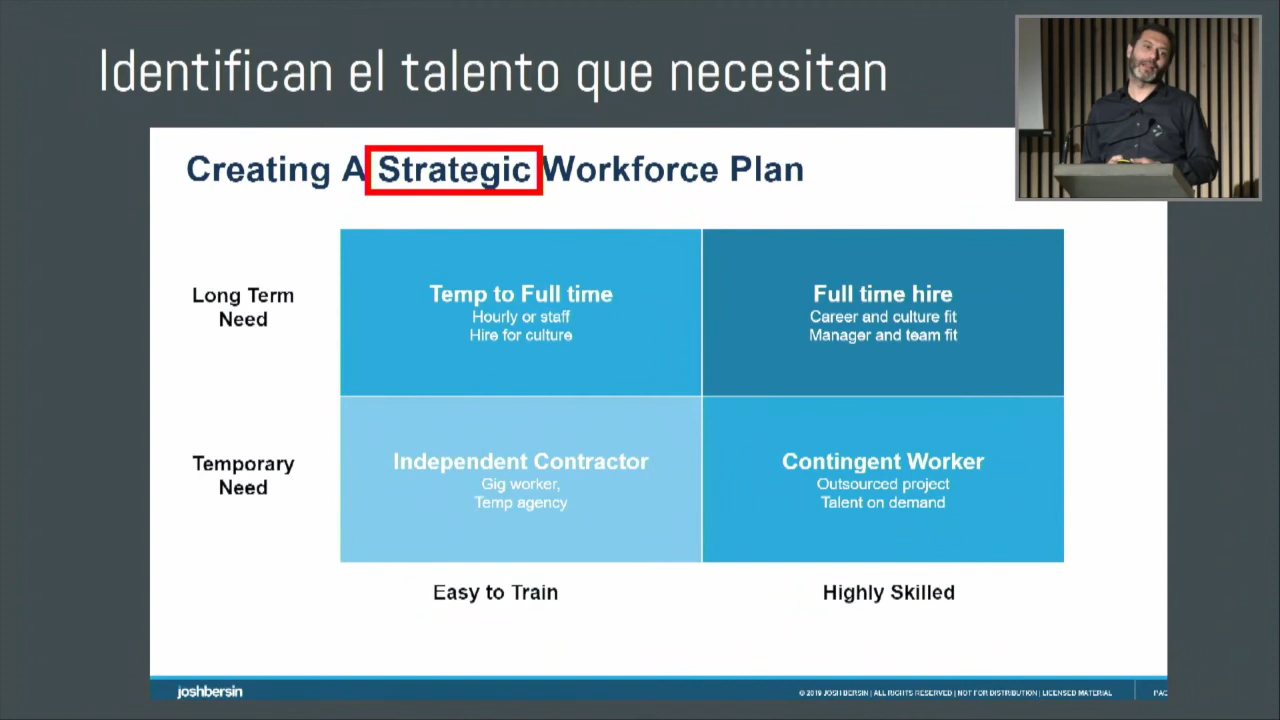 Identifican el talento que necesitan
Creating A Strategic Workforce Plan
Long Term
Need
Temp to Full time
Hourly or staff
Hire for culture
Full time hire
Career and culture fit
Manager and team fit
Temporary
Need
Independent Contractor
Gig worker,
Temp agency
Contingent Worker
Outsourced project
Talent on demand
Easy to Train
Highly Skilled
joshbersin
© 2019 JOSH BERSIN | ALL RIGHTS RESERVED | NOT FOR DISTRIBUTION | LICENSED MATERIAL
PAG